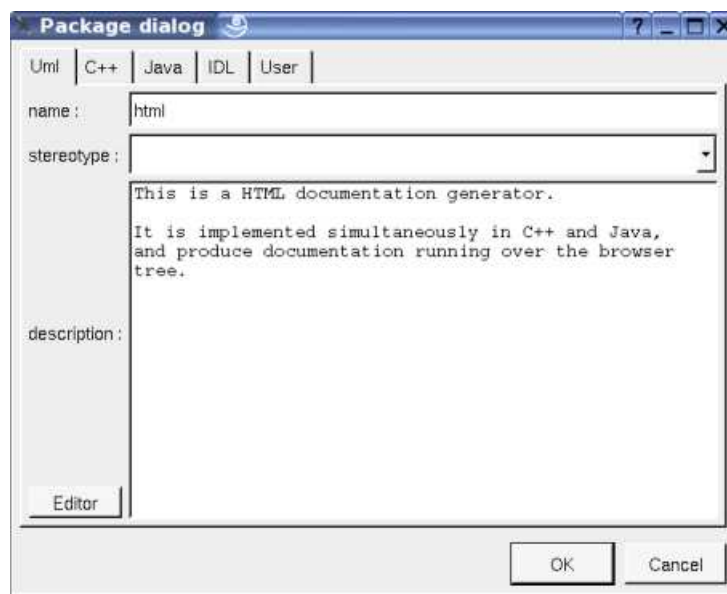 Package dialog
Uml C++ Java IDL User
name : html
stereotype :
This is a HTML documentation generator.
It is implemented simultaneously in C++ and Java,
and produce documentation running over the browser
tree.
description :
Editor
OK Cancel